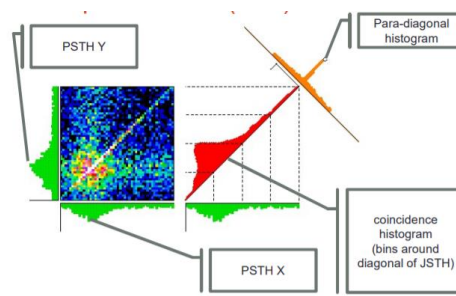 PSTH Y
Para-diagonal
histogram
coincidence
histogram
(bins around
diagonal of JSTH)
PSTH X